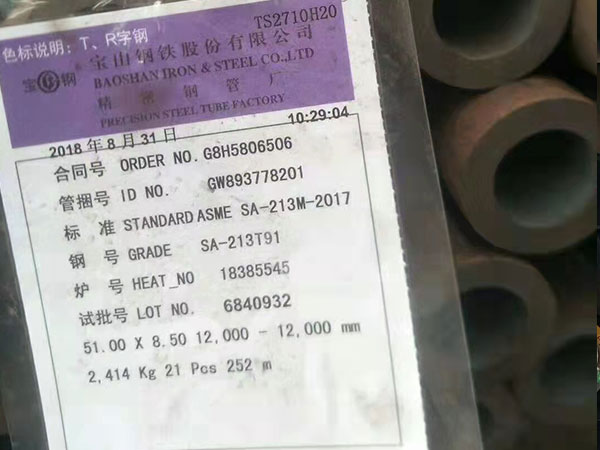 TS2710H20
色标说明：T、R字钢
宝山钢铁股份有限公司
宝钢 BAOSHAN IRON & STEEL CO.,LTD
精密钢管厂
PRECISION STEEL TUBE FACTORY
2018 年 8 月 31 日 10:29:04
合同号 ORDER NO. G8H5806506
管捆号 ID NO. GW893778201
标 准 STANDARD ASME SA-213M-2017
钢 号 GRADE SA-213T91
炉 号 HEAT_NO 18385545
试批号 LOT NO. 6840932
51.00 X 8.50 12,000 - 12,000 mm
2,414 Kg 21 Pcs 252 m